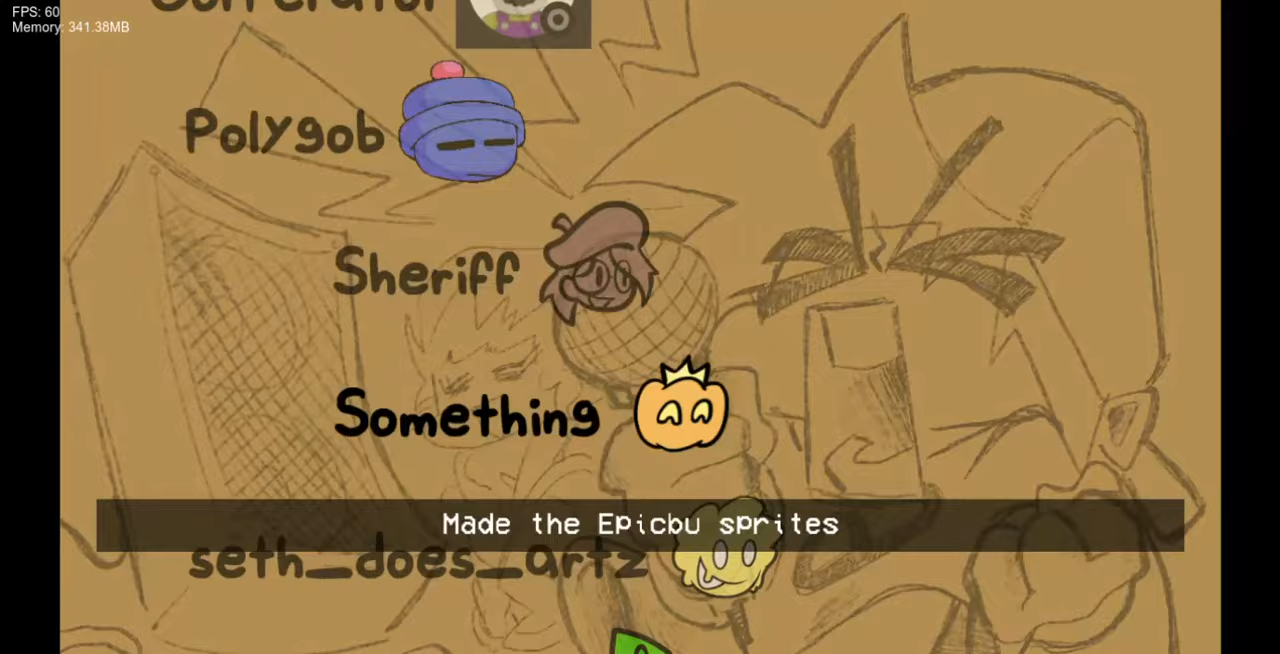 FPS: 60
Memory: 341.38MB
Polygob
Sheriff
Something
Made the Epicbu sprites
seth_does_artz